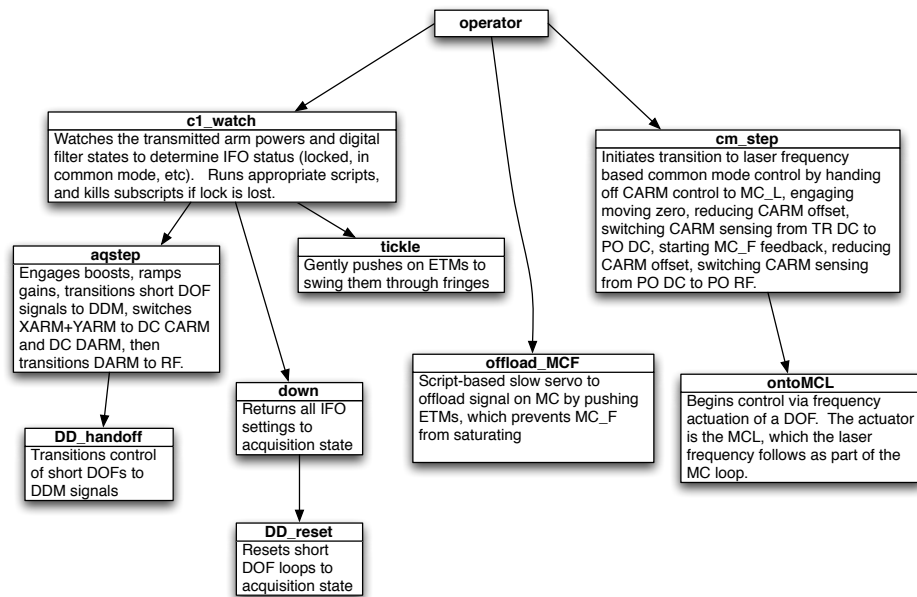 operator
c1_watch
Watches the transmitted arm powers and digital
filter states to determine IFO status (locked, in
common mode, etc). Runs appropriate scripts,
and kills subscripts if lock is lost.
cm_step
Initiates transition to laser frequency
based common mode control by handing
off CARM control to MC_L, engaging
moving zero, reducing CARM offset,
switching CARM sensing from TR DC to
PO DC, starting MC_F feedback, reducing
CARM offset, switching CARM sensing
from PO DC to PO RF.
aqstep
Engages boosts, ramps
gains, transitions short DOF
signals to DDM, switches
XARM+YARM to DC CARM
and DC DARM, then
transitions DARM to RF.
tickle
Gently pushes on ETMs to
swing them through fringes
offload_MCF
Script-based slow servo to
offload signal on MC by pushing
ETMs, which prevents MC_F
from saturating
down
Returns all IFO
settings to
acquisition state
ontoMCL
Begins control via frequency
actuation of a DOF. The actuator
is the MCL, which the laser
frequency follows as part of the
MC loop.
DD_handoff
Transitions control
of short DOFs to
DDM signals
DD_reset
Resets short
DOF loops to
acquisition state